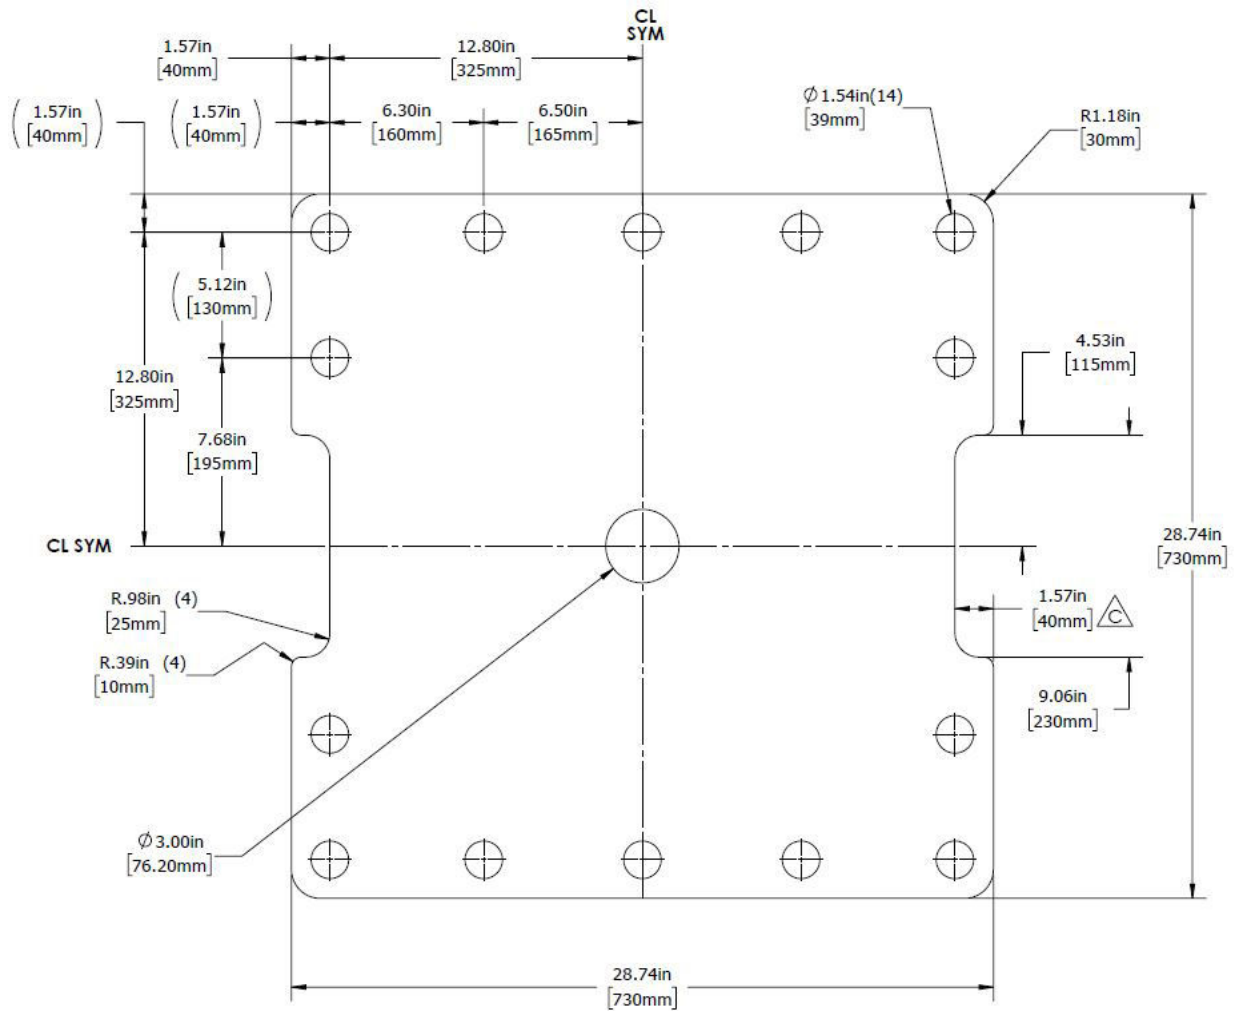 CL
SYM
1.57in
[40mm]
12.80in
[325mm]
(1.57in
[40mm])
(1.57in
[40mm])
6.30in
[160mm]
6.50in
[165mm]
Ø1.54in(14)
[39mm]
R1.18in
[30mm]
(5.12in
[130mm])
4.53in
[115mm]
12.80in
[325mm]
7.68in
[195mm]
CL SYM
28.74in
[730mm]
R.98in (4)
[25mm]
1.57in
[40mm] C
R.39in (4)
[10mm]
9.06in
[230mm]
Ø3.00in
[76.20mm]
28.74in
[730mm]